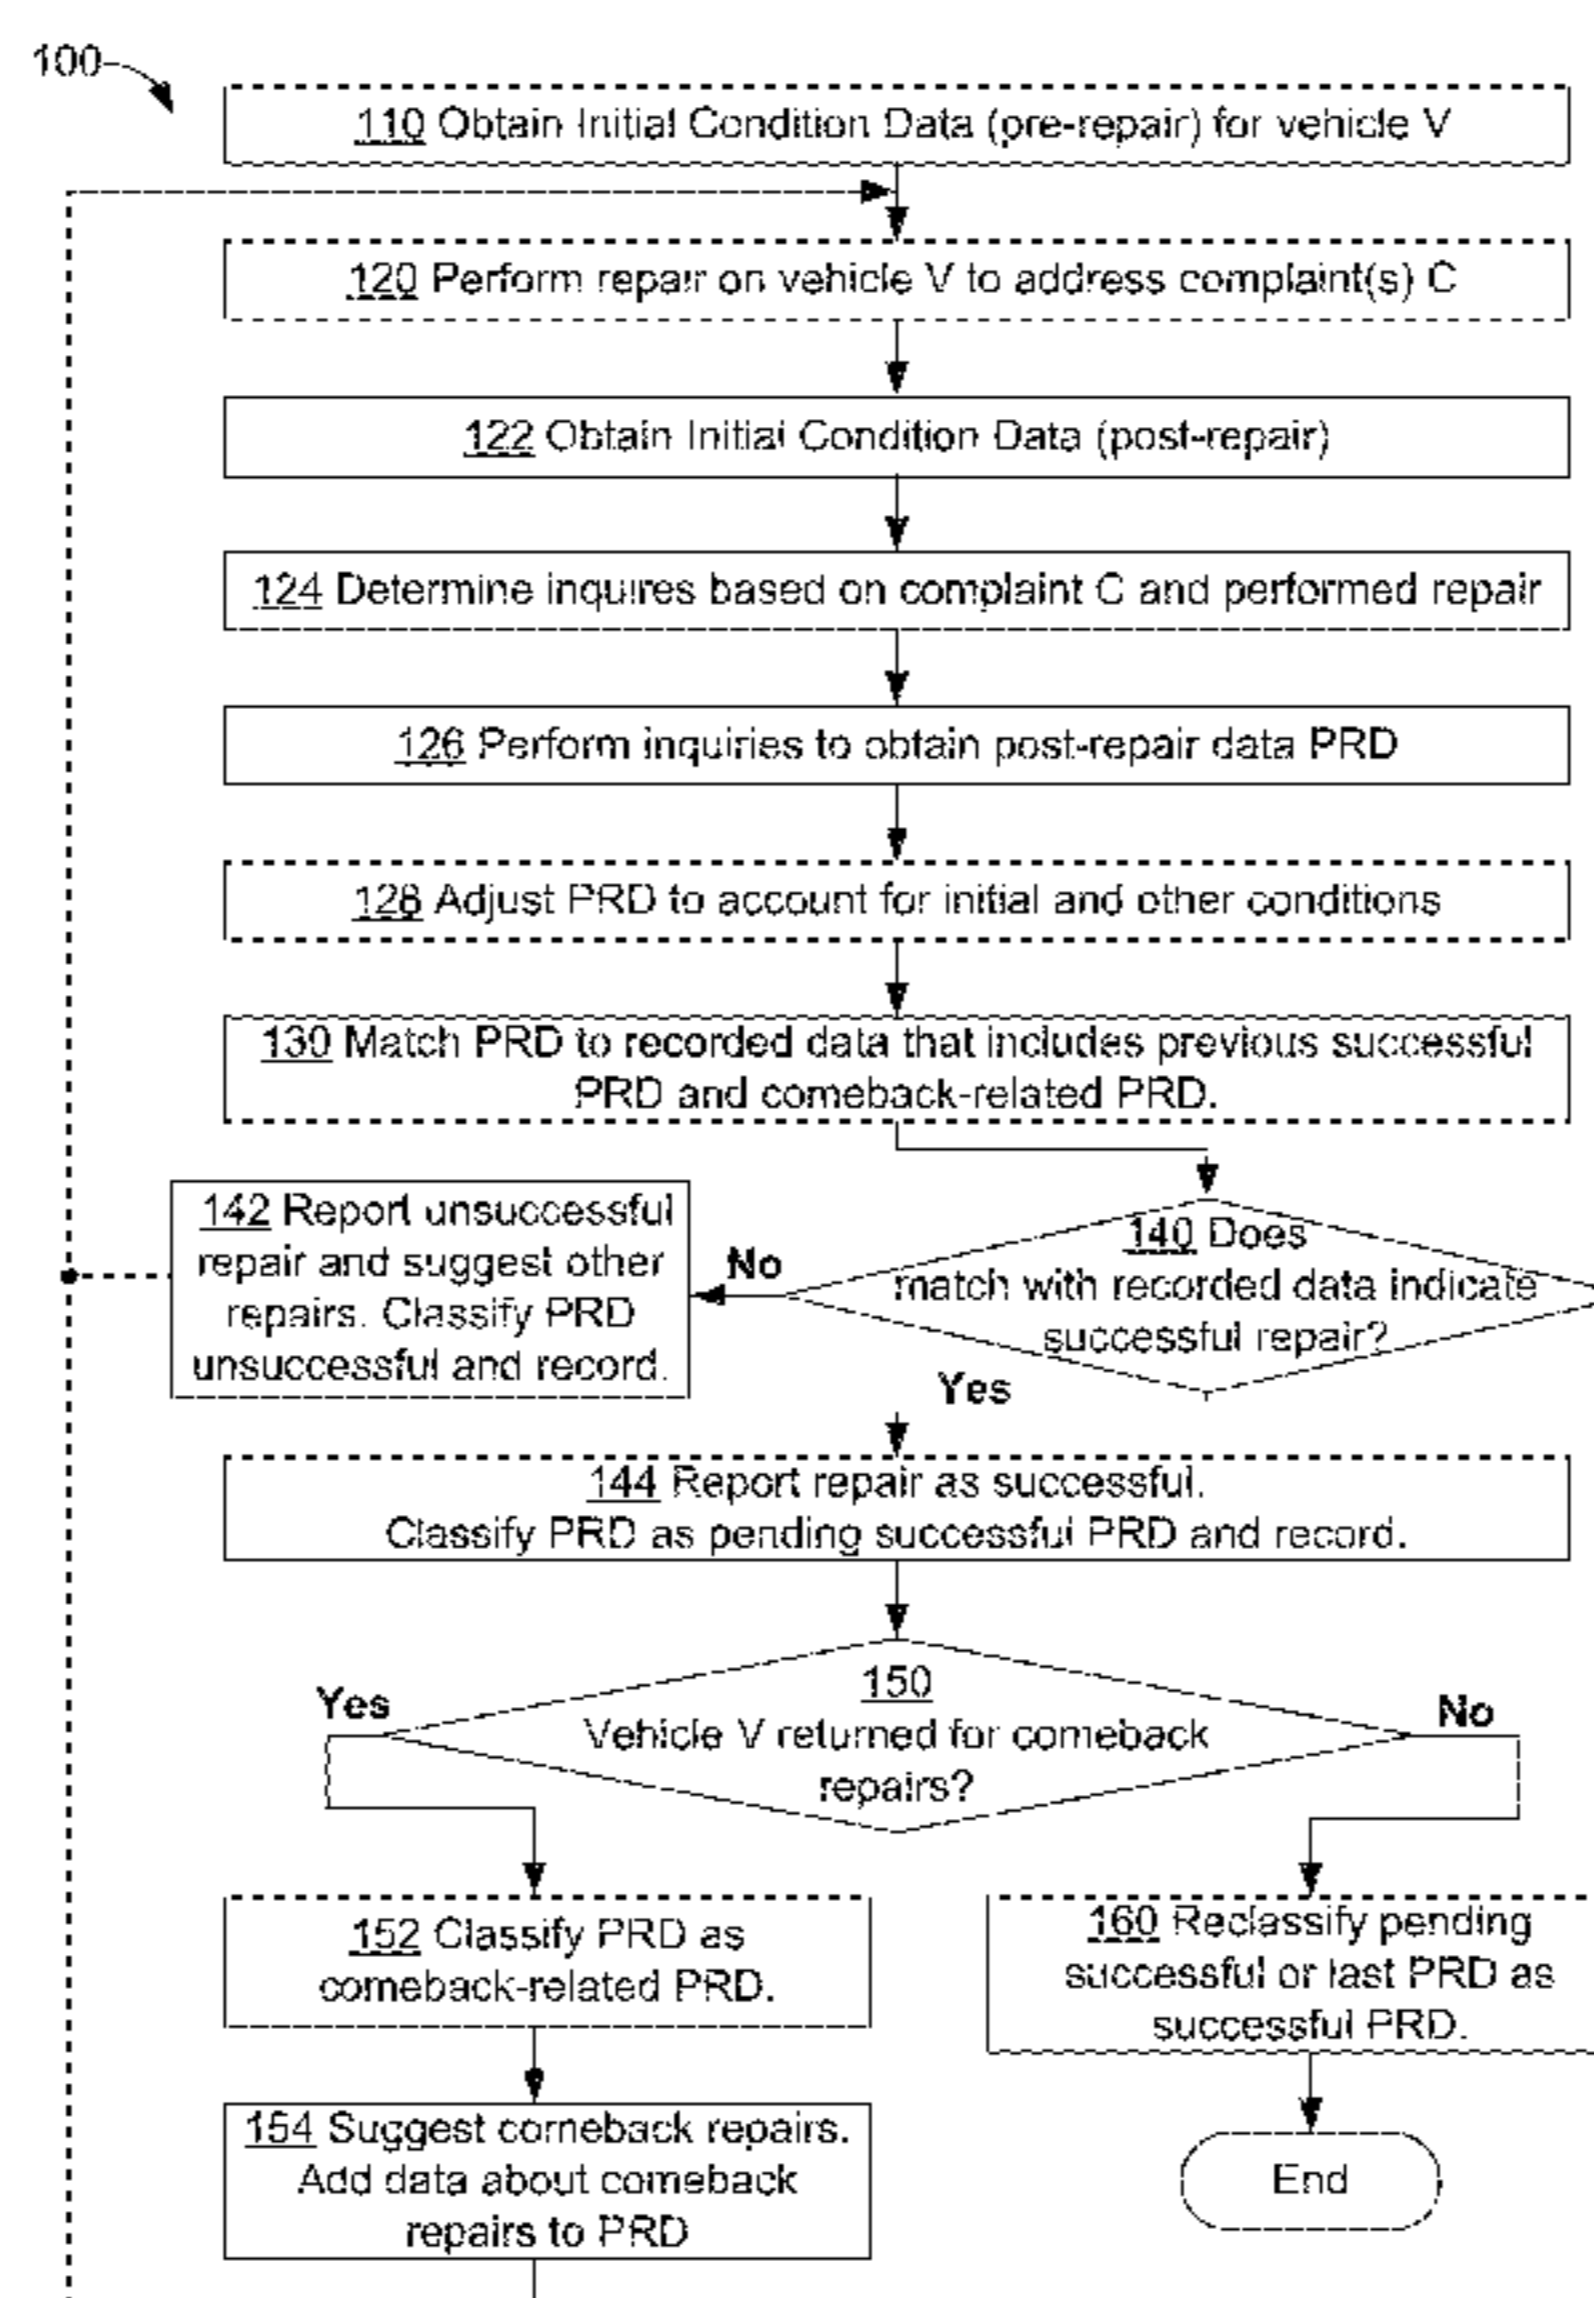 100
110 Obtain Initial Condition Data (pre-repair) for vehicle V
120 Perform repair on vehicle V to address complaint(s) C
122 Obtain Initial Condition Data (post-repair)
124 Determine inquires based on complaint C and performed repair
126 Perform inquiries to obtain post-repair data PRD
128 Adjust PRD to account for initial and other conditions
130 Match PRD to recorded data that includes previous successful
PRD and comeback-related PRD.
140 Does
match with recorded data indicate
successful repair?
No
142 Report unsuccessful
repair and suggest other
repairs. Classify PRD
unsuccessful and record.
Yes
144 Report repair as successful.
Classify PRD as pending successful PRD and record.
150
Vehicle V returned for comeback
repairs?
Yes
No
152 Classify PRD as
comeback-related PRD.
160 Reclassify pending
successful or last PRD as
successful PRD.
154 Suggest comeback repairs.
Add data about comeback
repairs to PRD
End